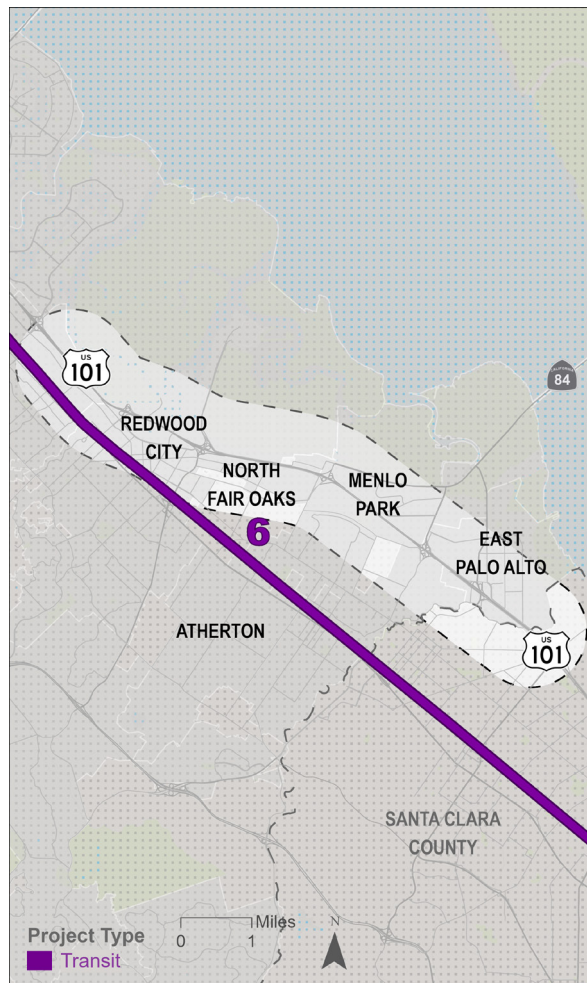 US
101
CALIFORNIA
84
REDWOOD
CITY
NORTH
FAIR OAKS
MENLO
PARK
6
EAST
PALO ALTO
ATHERTON
US
101
SANTA CLARA
COUNTY
Miles
0 1
N
Project Type
Transit